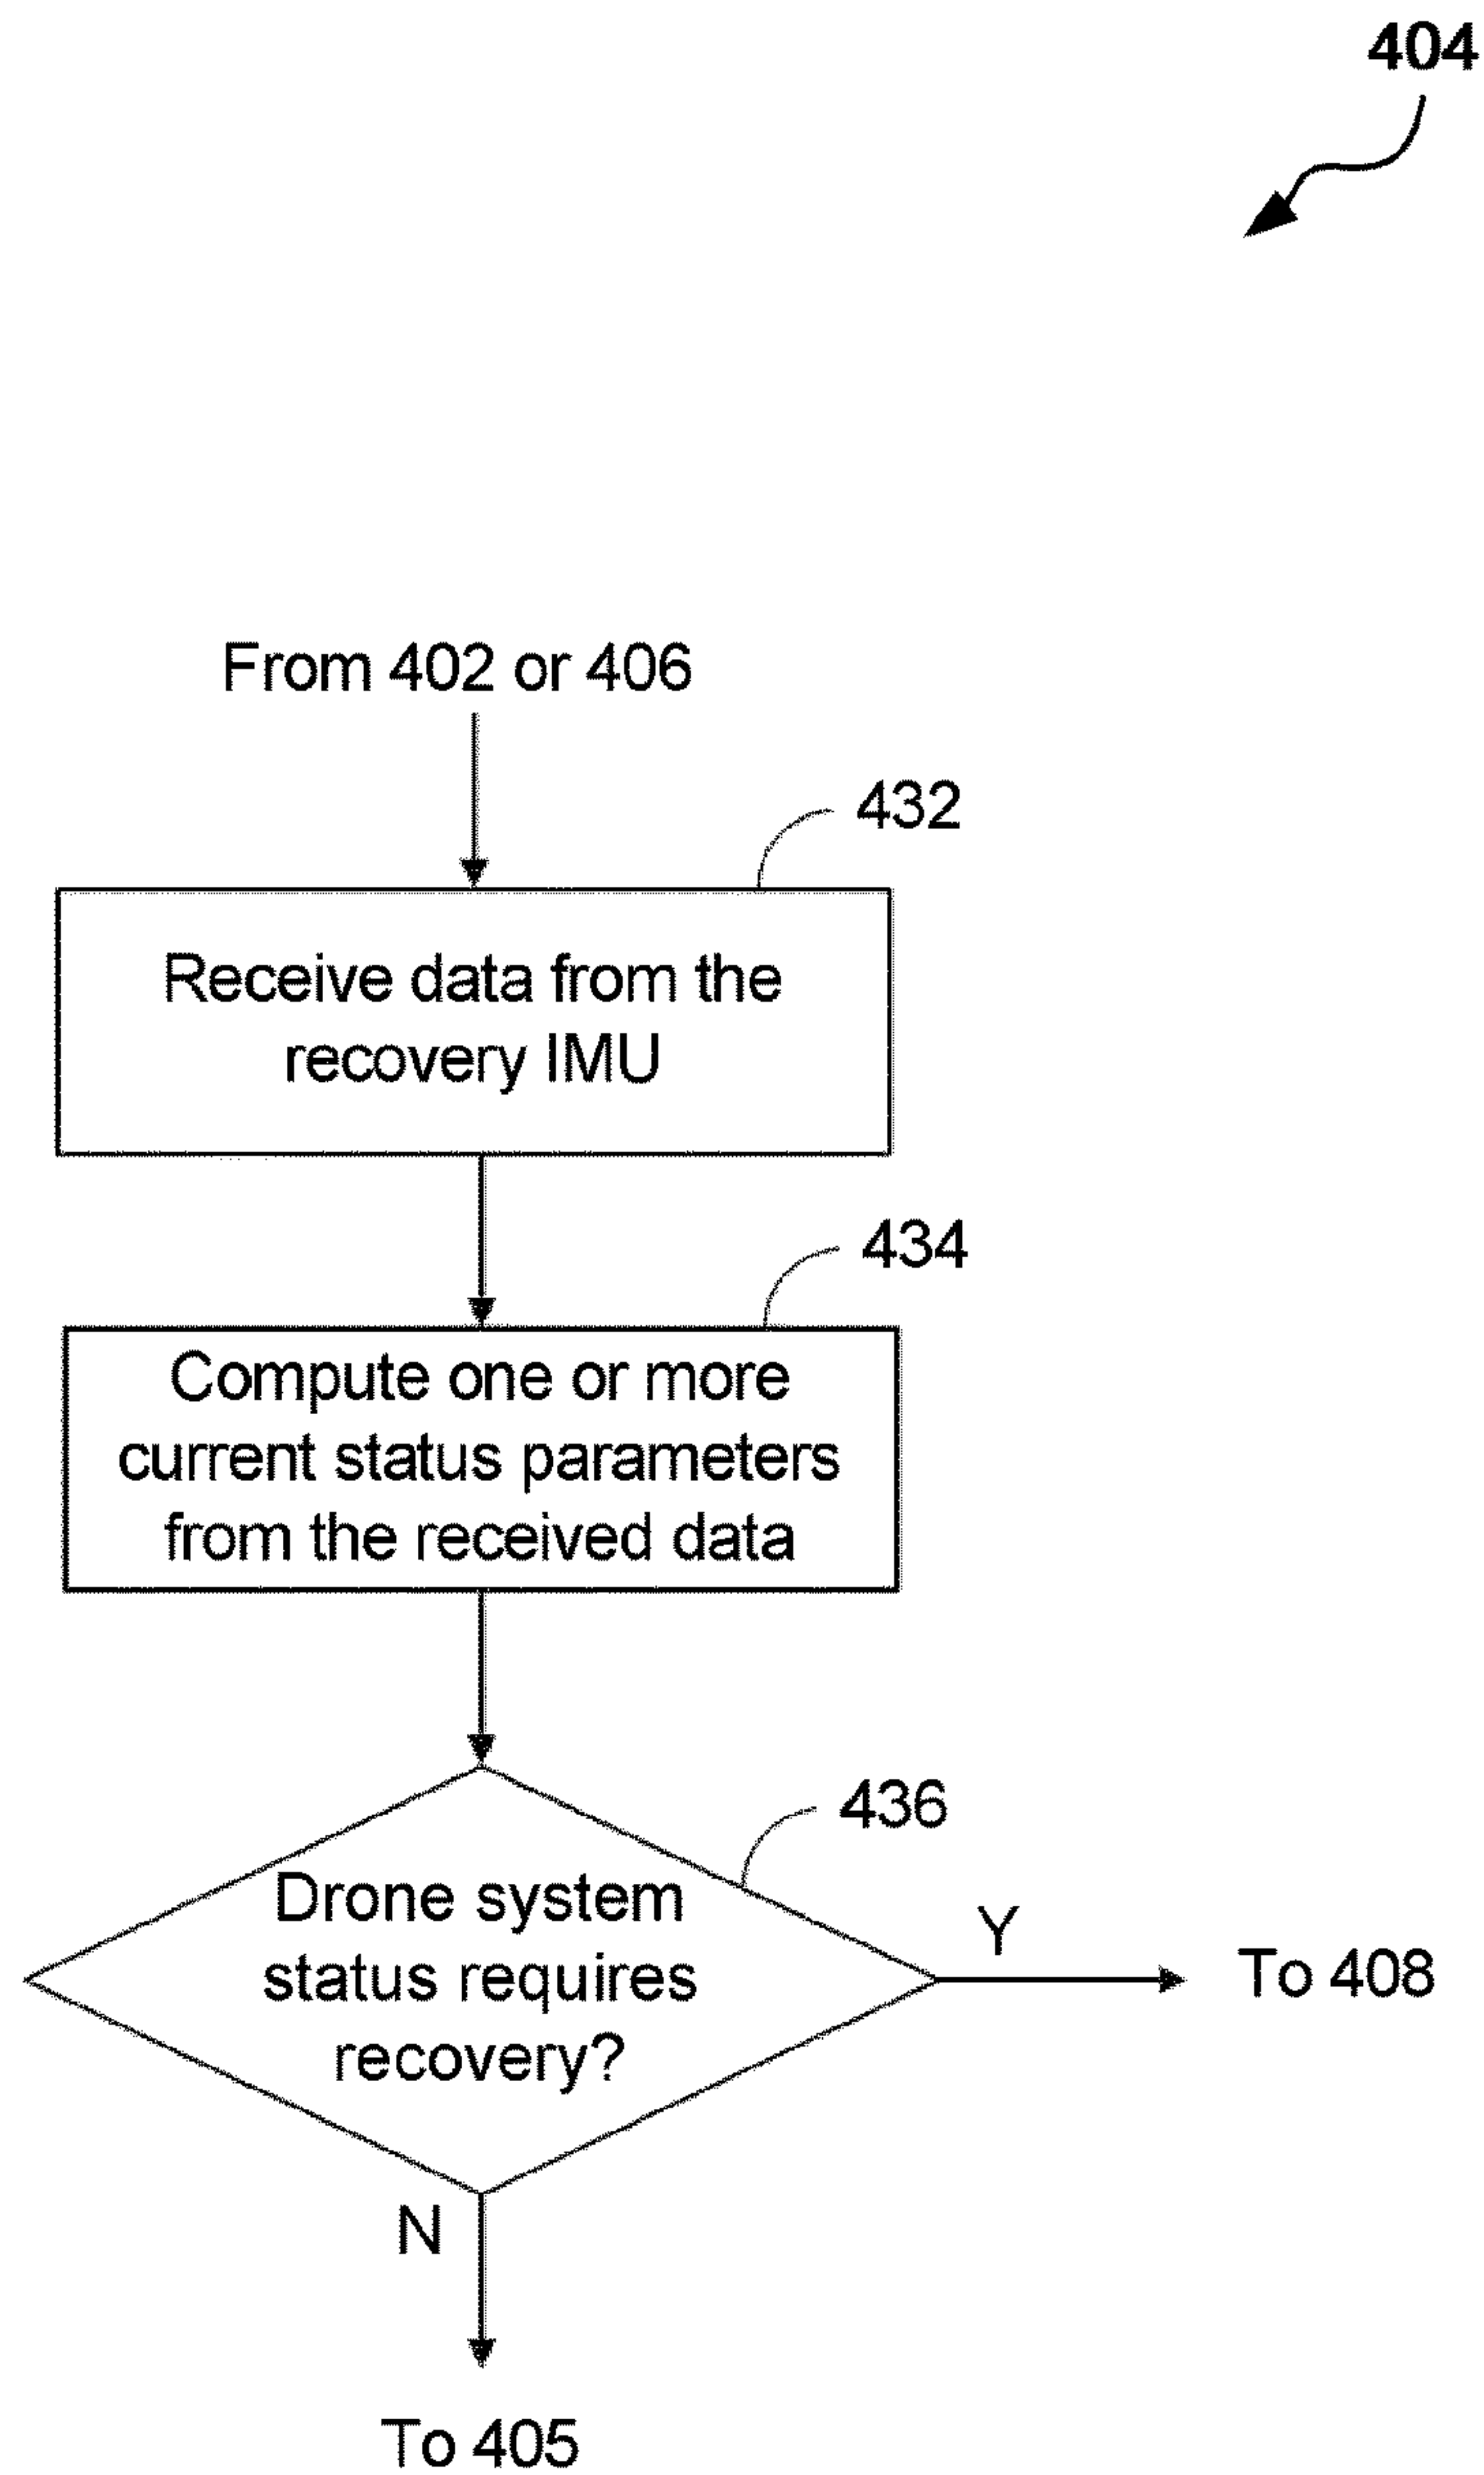 404
From 402 or 406
432
Receive data from the
recovery IMU
434
Compute one or more
current status parameters
from the received data
436
Drone system
status requires
recovery?
Y
To 408
N
To 405